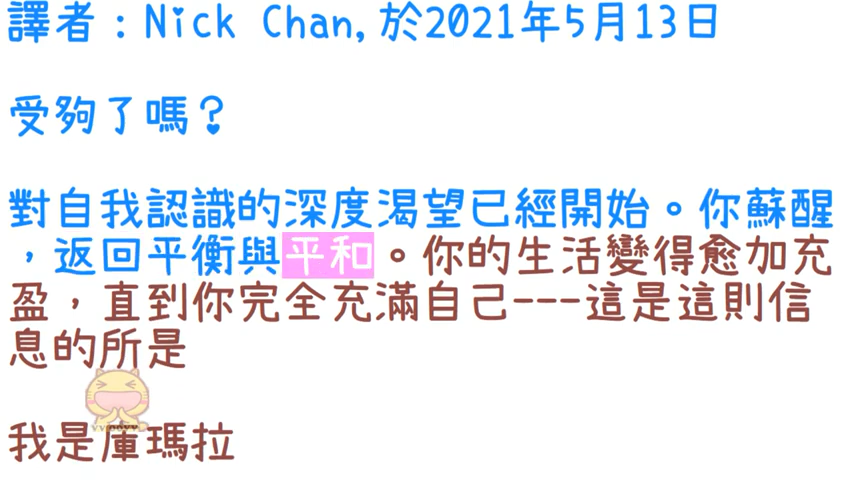 譯者：Nick Chan,於2021年5月13日
受夠了嗎？
對自我認識的深度渴望已經開始。你蘇醒
，返回平衡與平和。你的生活變得愈加充
盈，直到你完全充滿自己---這是這則信
息的所是
我是庫瑪拉